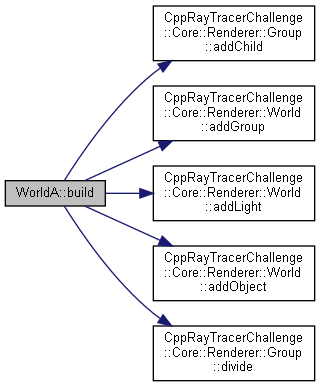 WorldA::build
CppRayTracerChallenge
::Core::Renderer::Group
::addChild
CppRayTracerChallenge
::Core::Renderer::World
::addGroup
CppRayTracerChallenge
::Core::Renderer::World
::addLight
CppRayTracerChallenge
::Core::Renderer::World
::addObject
CppRayTracerChallenge
::Core::Renderer::Group
::divide